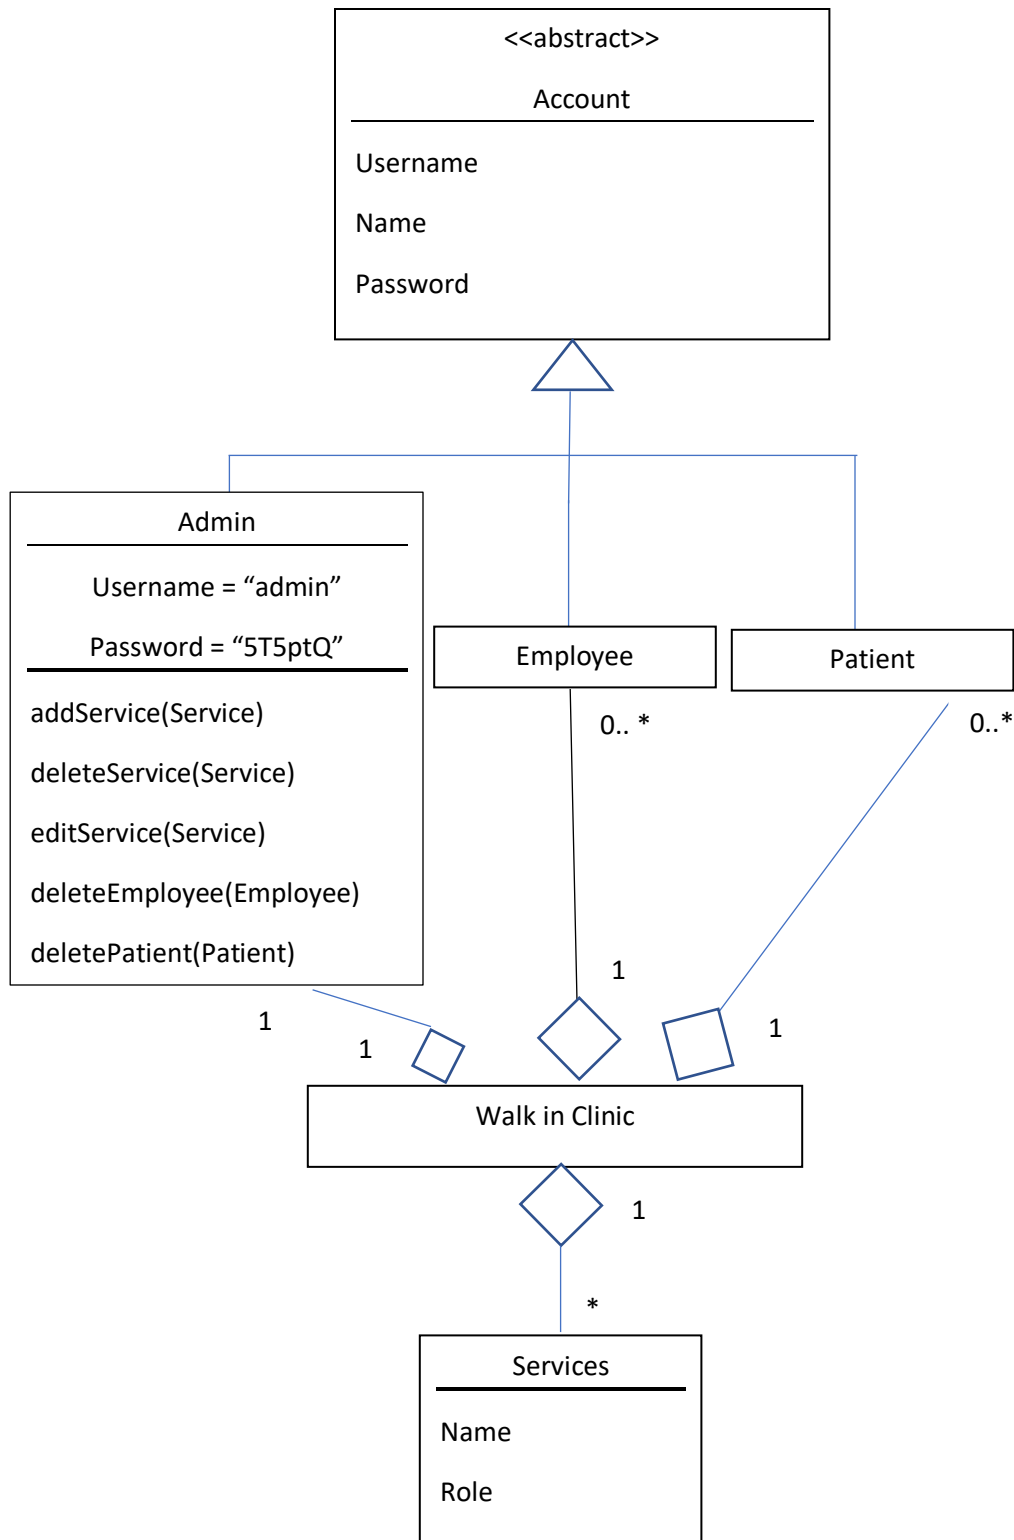 <<abstract>>
Account
Username
Name
Password
Admin
Username = “admin”
Password = “5T5ptQ”
addService(Service)
deleteService(Service)
editService(Service)
deleteEmployee(Employee)
deletePatient(Patient)
Employee
Patient
0.. *
0..*
1
1
1
1
Walk in Clinic
1
*
Services
Name
Role